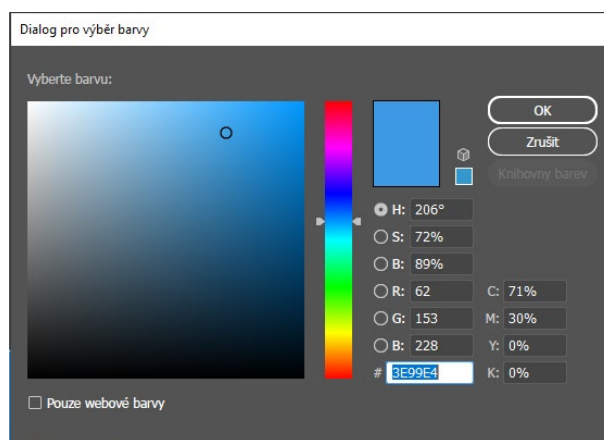 Dialog pro výběr barvy
Vyberte barvu:
OK
Zrušit
Knihovny barev
H: 206°
S: 72%
B: 89%
R: 62 C: 71%
G: 153 M: 30%
B: 228 Y: 0%
# 3E99E4 K: 0%
Pouze webové barvy